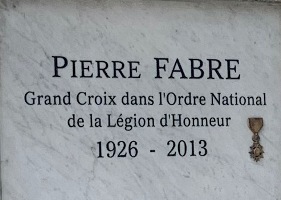 PIERRE FABRE
Grand Croix dans l'Ordre National
de la Légion d'Honneur
1926 - 2013